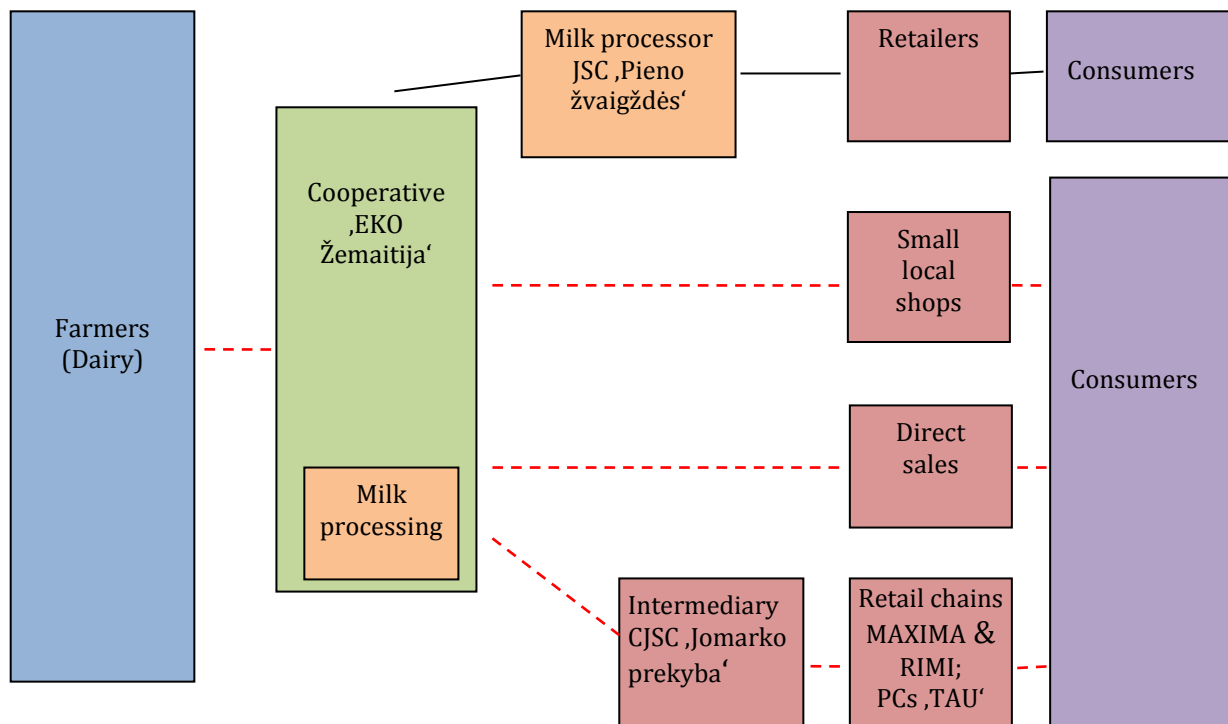 Milk processor
JSC ‚Pieno
žvaigždės‘
Retailers
Consumers
Cooperative
‚EKO
Žemaitija‘
Small
local
shops
Farmers
(Dairy)
Consumers
Direct
sales
Milk
processing
Intermediary
CJSC ‚Jomarko
prekyba‘
Retail chains
MAXIMA &
RIMI;
PCs ‚TAU‘